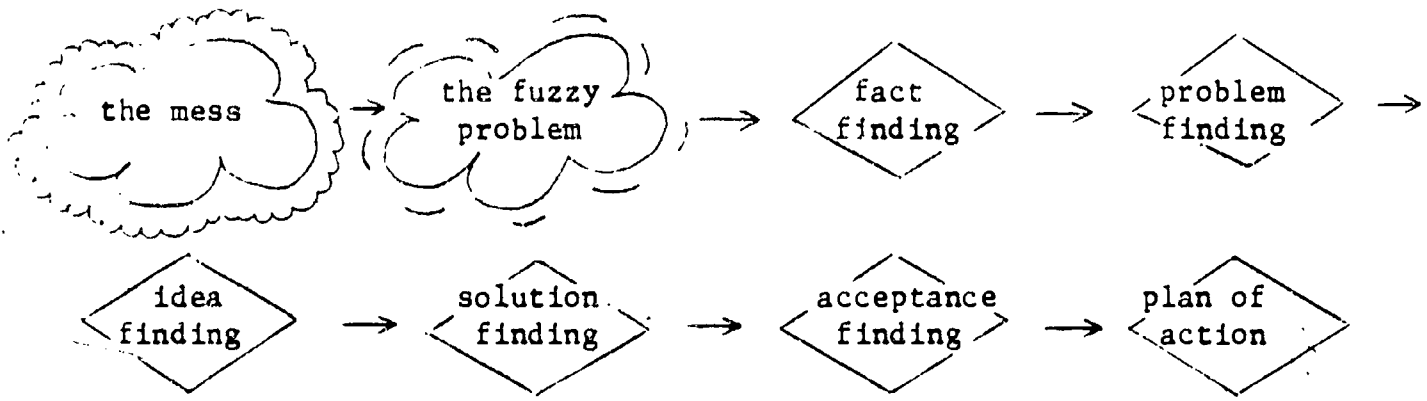 the mess
the fuzzy
problem
fact
finding
problem
finding
idea
finding
solution
finding
acceptance
finding
plan of
action